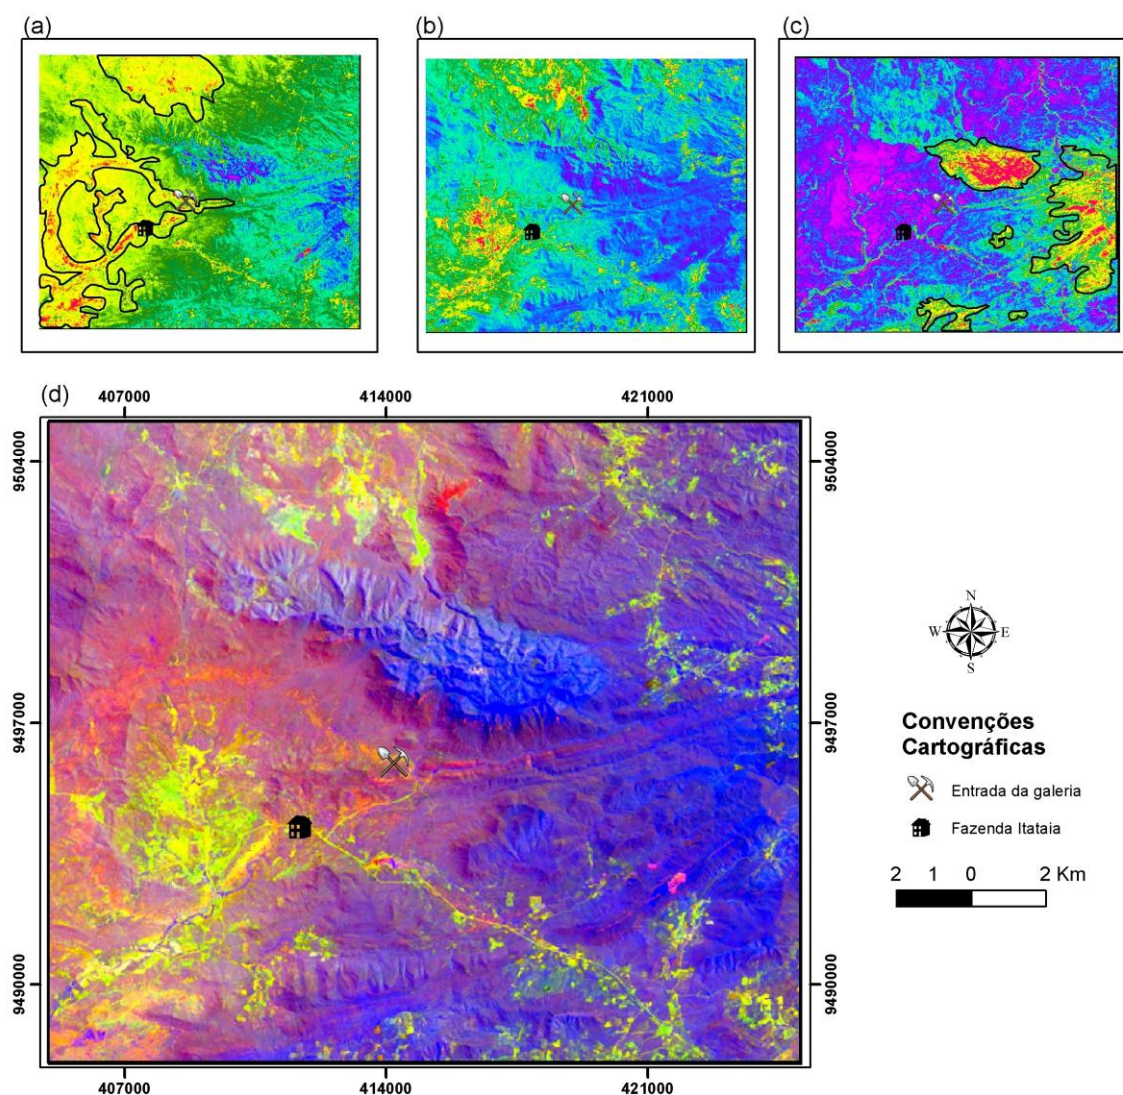 (a)
(b)
(c)
(d)
407000
414000
421000
9504000
9504000
N
W
E
S
9497000
9497000
Convenções
Cartográficas
Entrada da galeria
Fazenda Itataia
2 1 0 2 Km
9490000
9490000
407000
414000
421000